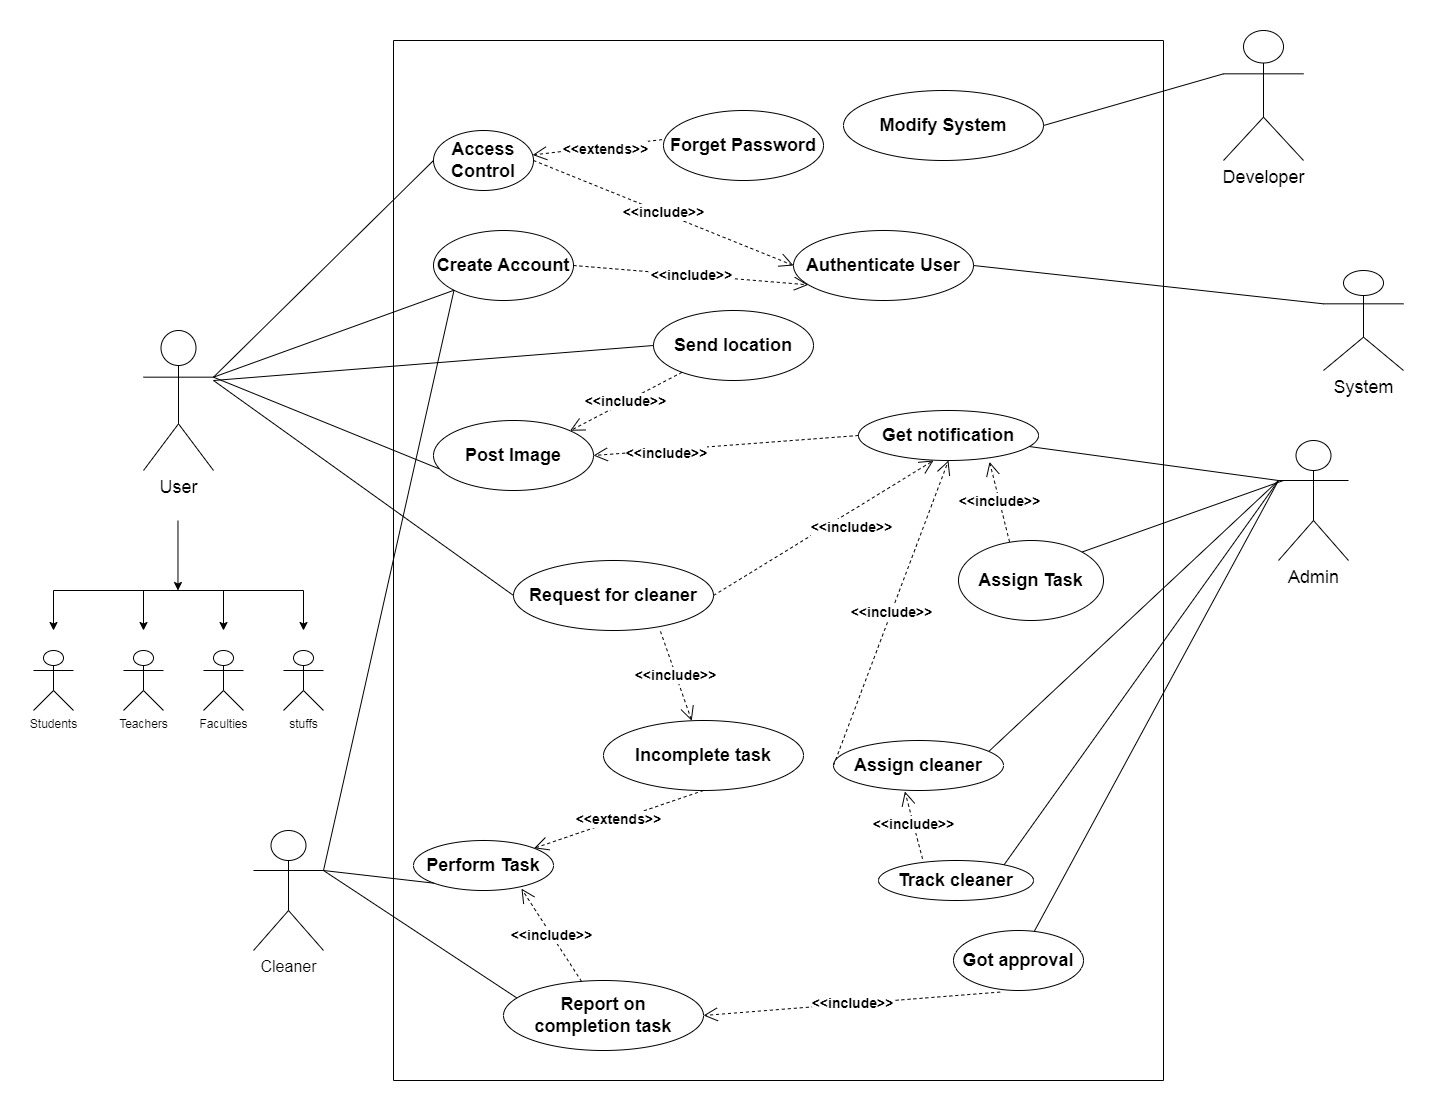 Modify System
Developer
Access
Control
<<extends>>
Forget Password
<<include>>
Create Account
<<include>>
Authenticate User
Send location
System
<<include>>
User
Post Image
<<include>>
Get notification
<<include>>
<<include>>
Admin
Assign Task
Request for cleaner
<<include>>
<<include>>
Students
Teachers
Faculties
stuffs
Incomplete task
Assign cleaner
<<extends>>
<<include>>
Perform Task
Track cleaner
Cleaner
<<include>>
Got approval
<<include>>
Report on
completion task